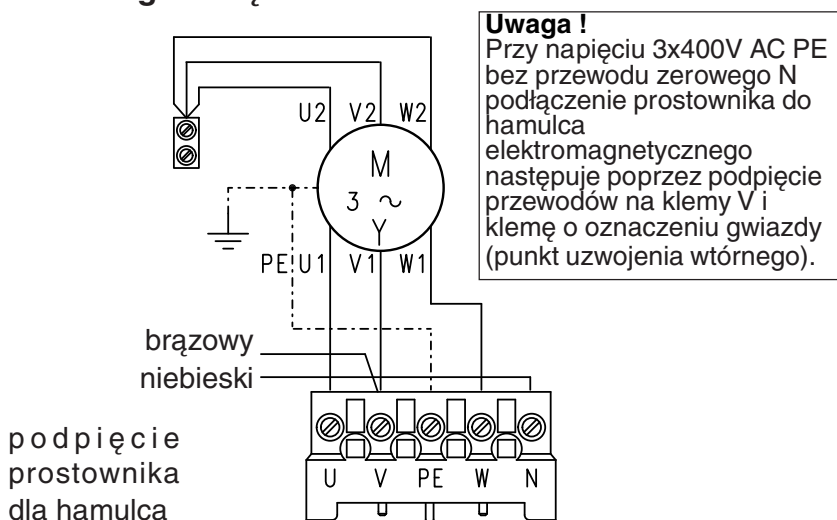 Uwaga !
Przy napięciu 3x400V AC PE
bez przewodu zerowego N
podłączenie prostownika do
hamulca
elektromagnetycznego
następuje poprzez podpięcie
przewodów na klemy V i
klemę o oznaczeniu gwiazdy
(punkt uzwojenia wtórnego).
U2 V2 W2
M
3 ~
Y
PE U1 V1 W1
brązowy
niebieski
podpięcie
prostownika
dla hamulca
U V PE W N